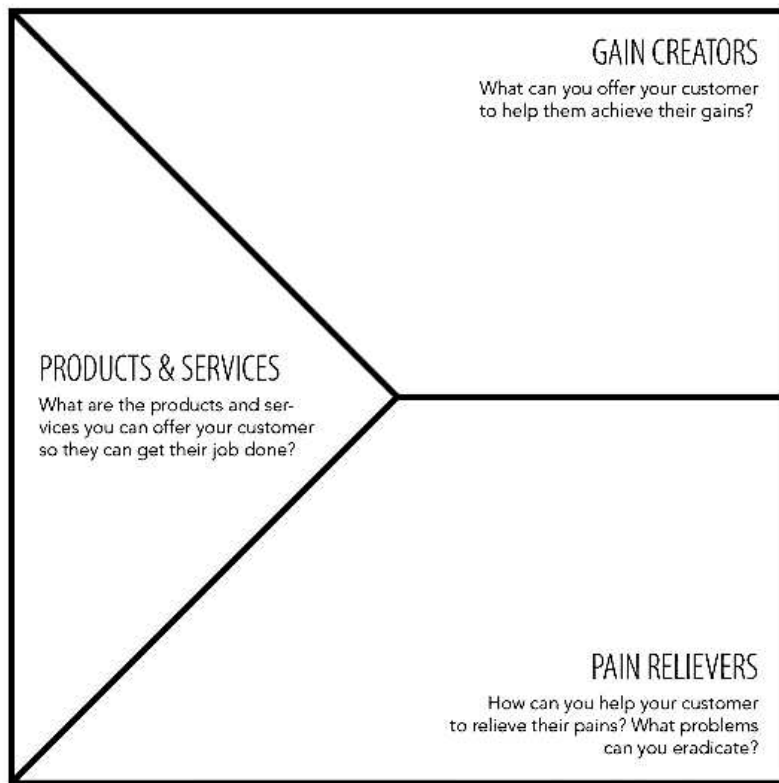 GAIN CREATORS
What can you offer your customer
to help them achieve their gains?
PRODUCTS & SERVICES
What are the products and ser-
vices you can offer your customer
so they can get their job done?
PAIN RELIEVERS
How can you help your customer
to relieve their pains? What problems
can you eradicate?